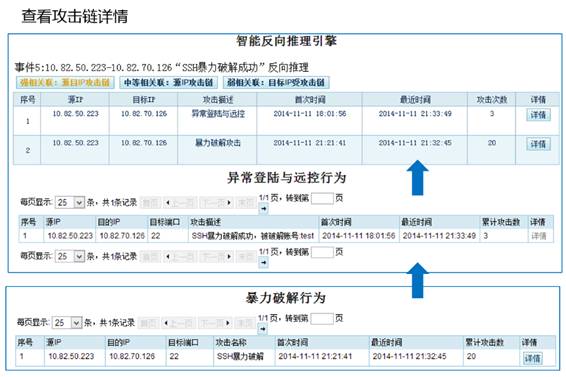 查看攻击链详情
智能反向推理引擎
事件5:10.82.50.223-10.82.70.126“SSH暴力破解成功”反向推理
强相关联：源目IP攻击链 中等相关联：源IP攻击链 弱相关联：目标IP受攻击链
序号 源IP 目标IP 攻击描述 首次时间 最近时间 攻击次数 详情
1 10.82.50.223 10.82.70.126 异常登陆与远控 2014-11-11 18:01:56 2014-11-11 21:33:49 3 详情
2 10.82.50.223 10.82.70.126 暴力破解攻击 2014-11-11 21:21:41 2014-11-11 21:32:45 20 详情
异常登陆与远控行为
每页显示: 25 条，共1条记录 首页 上一页 下一页 末页 1/1 页，转到第 页
序号 源IP 目的IP 目标端口 攻击描述 首次时间 最近时间 累计攻击数 详情
1 10.82.50.223 10.82.70.126 22 SSH暴力破解成功，被破解账号:test 2014-11-11 18:01:56 2014-11-11 21:33:49 3 详情
每页显示: 25 条，共1条记录 首页 上一页 下一页 末页 1/1 页，转到第 页
暴力破解行为
每页显示: 25 条，共1条记录 首页 上一页 下一页 末页 1/1 页，转到第 页
序号 源IP 目的IP 目标端口 攻击名称 首次时间 最近时间 累计攻击数 详情
1 10.82.50.223 10.82.70.126 22 SSH暴力破解 2014-11-11 21:21:41 2014-11-11 21:32:45 20 详情